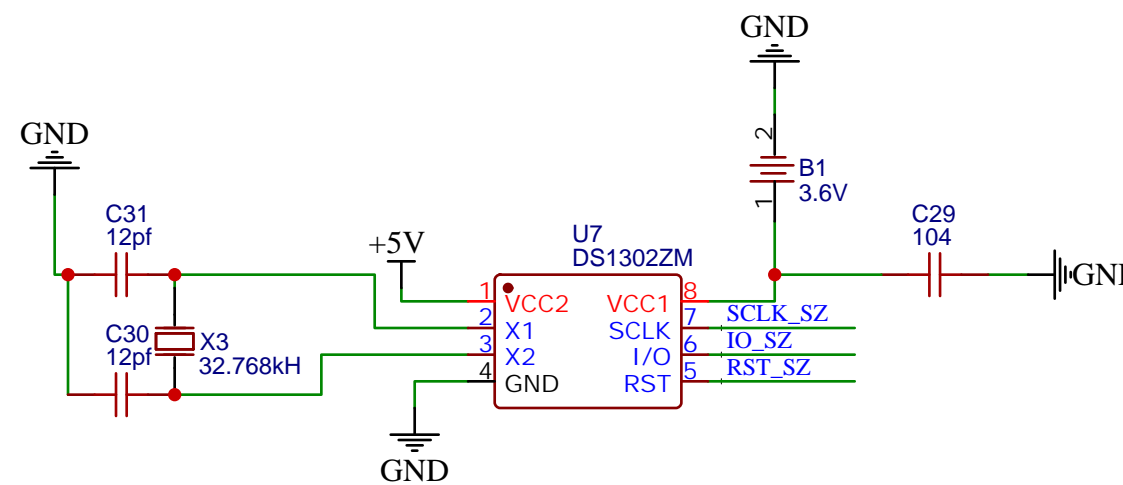 GND
GND
2
B1
3.6V
1
C31
12pf
C29
104
+5V
U7
DS1302ZM
GND
1
VCC2
VCC1
8
2
X1
SCLK
7
SCLK_SZ
C30
12pf
X3
32.768kH
3
X2
I/O
6
IO_SZ
4
GND
RST
5
RST_SZ
GND